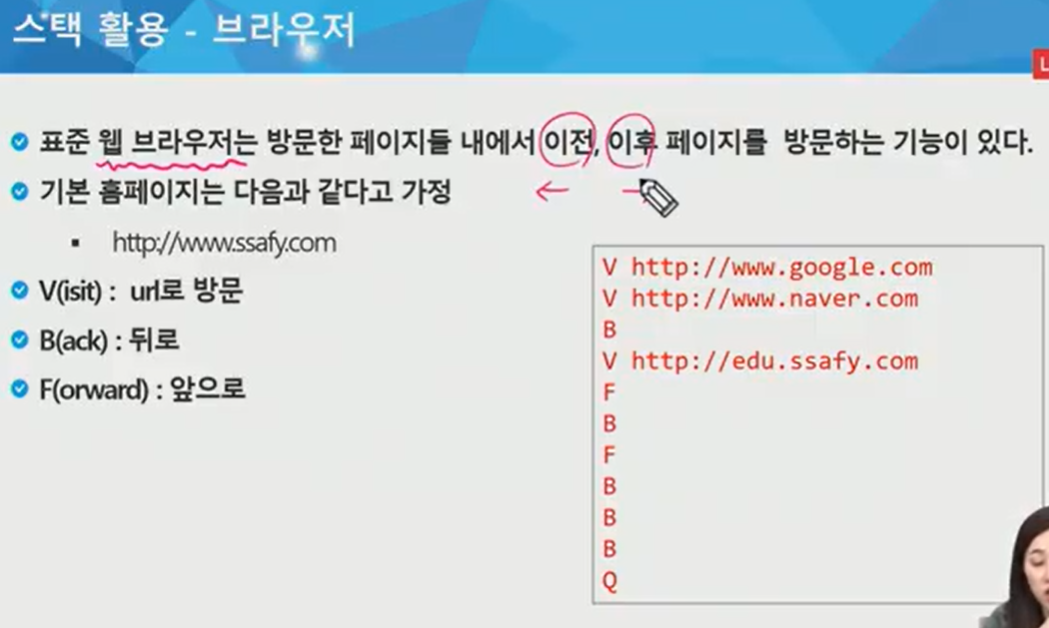 스택 활용 - 브라우저
표준 웹 브라우저는 방문한 페이지들 내에서 이전, 이후 페이지를 방문하는 기능이 있다.
기본 홈페이지는 다음과 같다고 가정
http://www.ssafy.com
V(isit) : url로 방문
B(ack) : 뒤로
F(orward) : 앞으로
V http://www.google.com
V http://www.naver.com
B
V http://edu.ssafy.com
F
B
F
B
B
B
Q